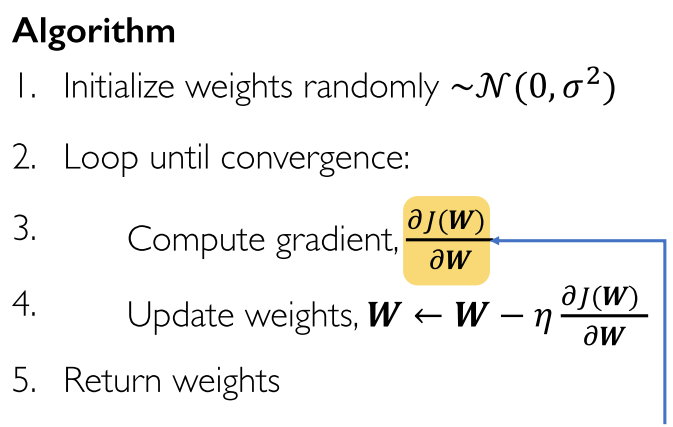 Algorithm
1. Initialize weights randomly ~𝒩(0, σ²)
2. Loop until convergence:
3. Compute gradient, ∂J(W)/∂W
4. Update weights, W ← W − η ∂J(W)/∂W
5. Return weights